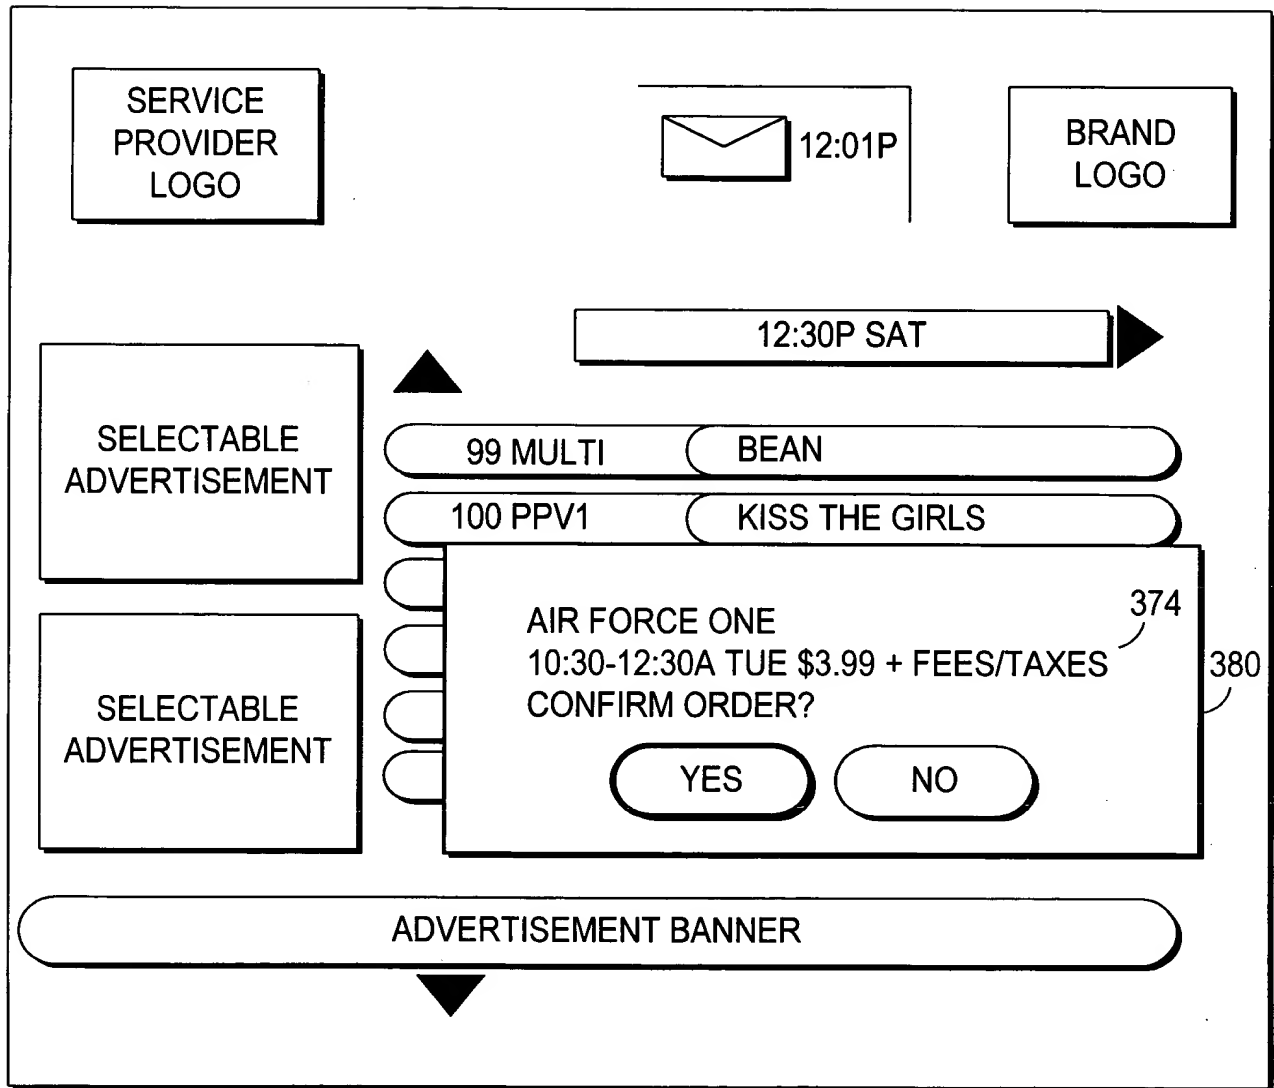 SERVICE
PROVIDER
LOGO
12:01P
BRAND
LOGO
12:30P SAT
SELECTABLE
ADVERTISEMENT
99 MULTI BEAN
100 PPV1 KISS THE GIRLS
374
AIR FORCE ONE
10:30-12:30A TUE $3.99 + FEES/TAXES
380
CONFIRM ORDER?
YES NO
SELECTABLE
ADVERTISEMENT
ADVERTISEMENT BANNER